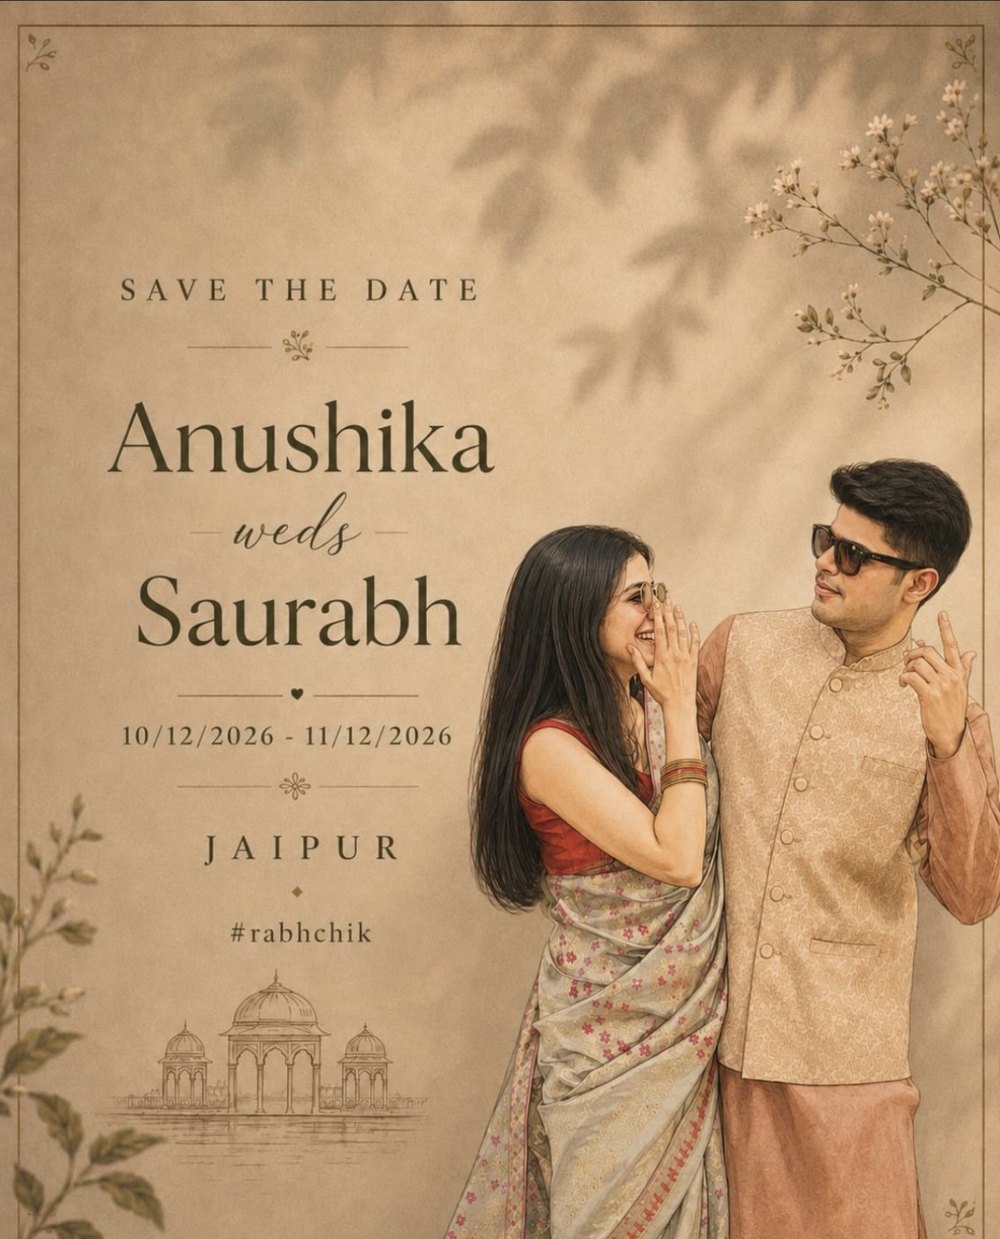 SAVE THE DATE
Anushika
weds
Saurabh
10/12/2026 - 11/12/2026
JAIPUR
#rabhchik